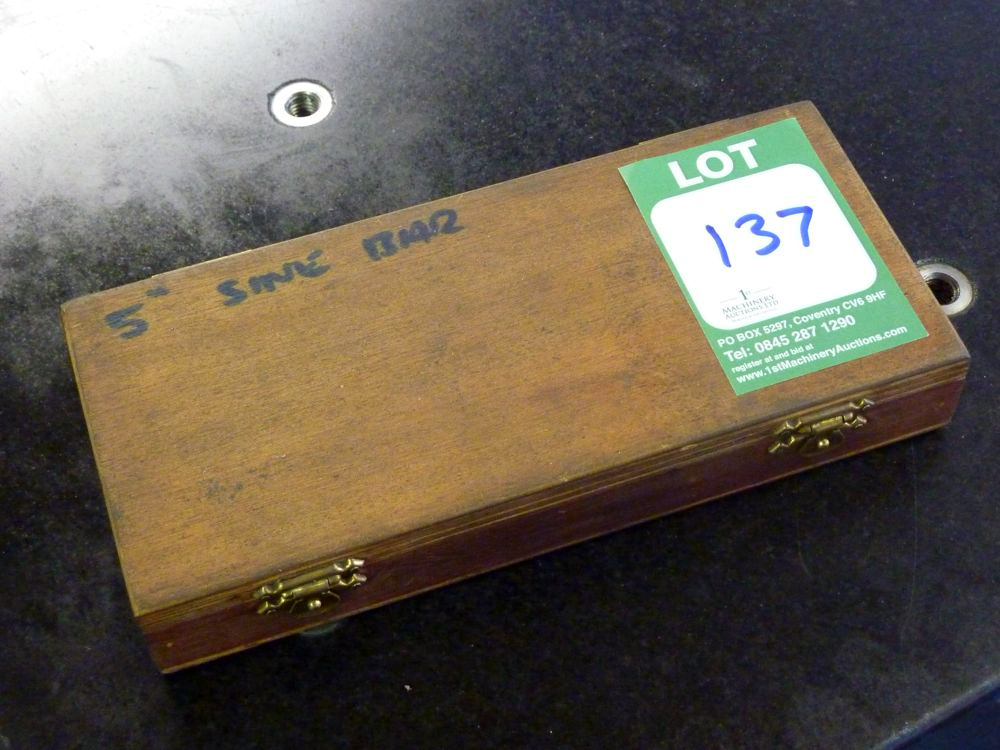 5" SINE BAR
LOT
137
1st
MACHINERY
AUCTIONS LTD
PO BOX 5297, Coventry CV6 9HF
Tel: 0845 287 1290
register at and bid at
www.1stMachineryAuctions.com